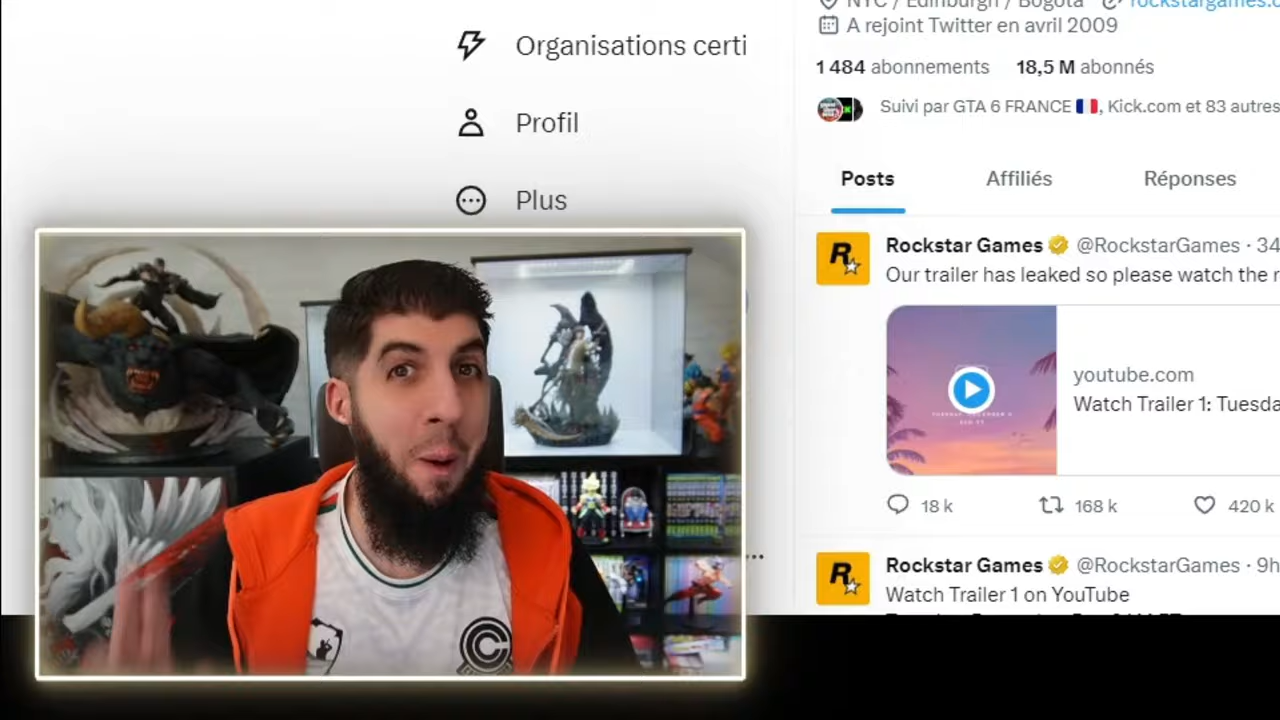 Organisations certi
Profil
Plus
NYC / Edinburgh / Bogota
rockstargames.c
A rejoint Twitter en avril 2009
1 484 abonnements 18,5 M abonnés
Suivi par GTA 6 FRANCE 🇫🇷, Kick.com et 83 autres
Posts Affiliés Réponses
Rockstar Games @RockstarGames · 34
Our trailer has leaked so please watch the r
youtube.com
Watch Trailer 1: Tuesda
18 k 168 k 420 k
Rockstar Games @RockstarGames · 9h
Watch Trailer 1 on YouTube